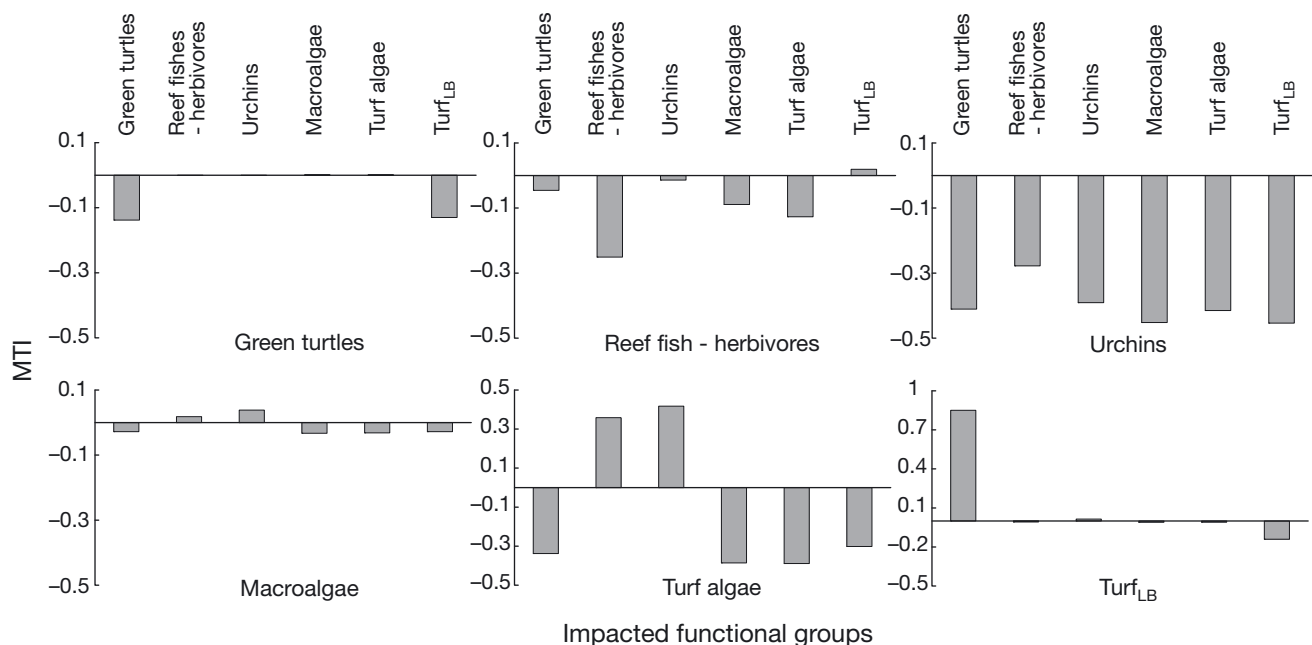 Green turtles
Reef fishes
- herbivores
Urchins
Macroalgae
Turf algae
Turf_LB
Green turtles
Reef fishes
- herbivores
Urchins
Macroalgae
Turf algae
Turf_LB
Green turtles
Reef fishes
- herbivores
Urchins
Macroalgae
Turf algae
Turf_LB
0.1
–0.1
–0.3
–0.5
Green turtles
0.1
–0.1
–0.3
–0.5
Reef fish - herbivores
0.1
–0.1
–0.3
–0.5
Urchins
MTI
0.1
–0.1
–0.3
–0.5
Macroalgae
0.5
0.3
0.1
–0.1
–0.3
–0.5
Turf algae
1
0.7
0.4
0.1
–0.2
–0.5
Turf_LB
Impacted functional groups